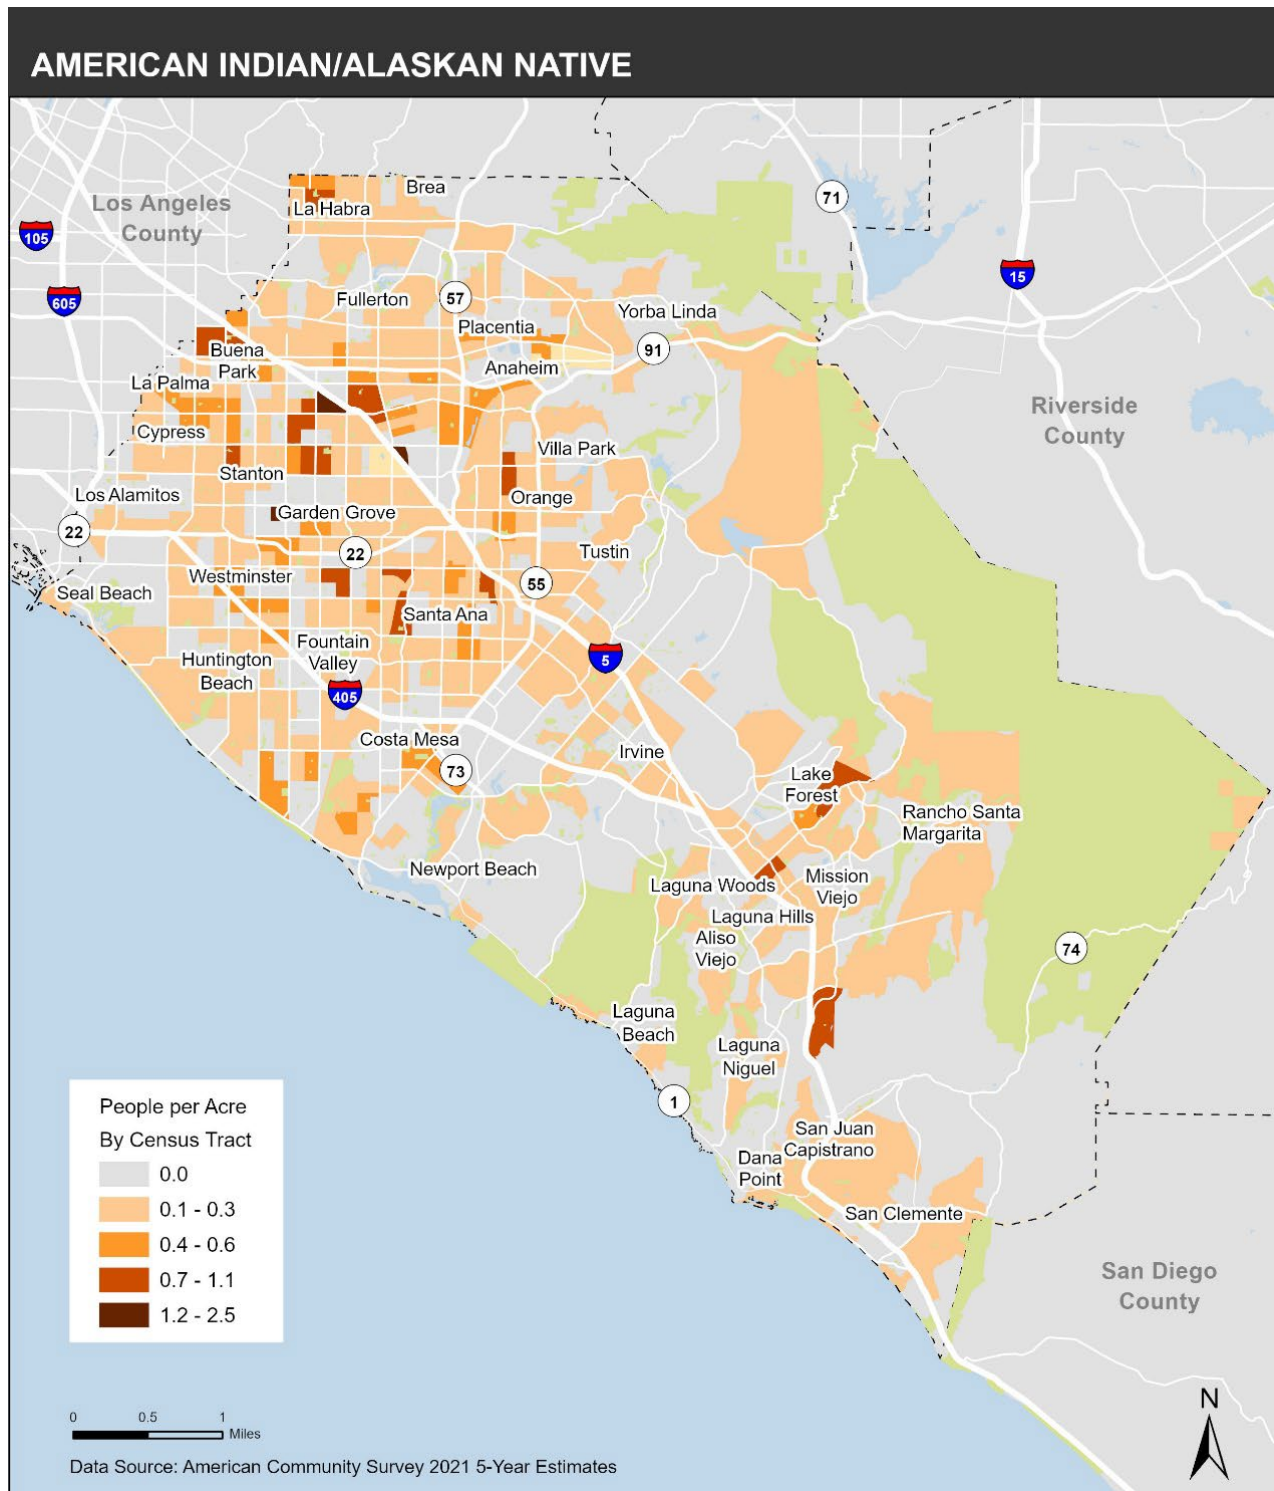 AMERICAN INDIAN/ALASKAN NATIVE
Brea
71
Los Angeles
County
La Habra
105
15
605
Fullerton
57
Yorba Linda
Placentia
91
Buena
Park
Anaheim
La Palma
Riverside
County
Cypress
Villa Park
Stanton
Los Alamitos
Orange
Garden Grove
22
22
Tustin
Westminster
55
Seal Beach
Santa Ana
Fountain
Valley
5
Huntington
Beach
405
Costa Mesa
Irvine
73
Lake
Forest
Rancho Santa
Margarita
Newport Beach
Mission
Viejo
Laguna Woods
Laguna Hills
Aliso
Viejo
74
Laguna
Beach
Laguna
Niguel
1
San Juan
Capistrano
Dana
Point
San Clemente
San Diego
County
People per Acre
By Census Tract
0.0
0.1 - 0.3
0.4 - 0.6
0.7 - 1.1
1.2 - 2.5
0 0.5 1
Miles
N
Data Source: American Community Survey 2021 5-Year Estimates